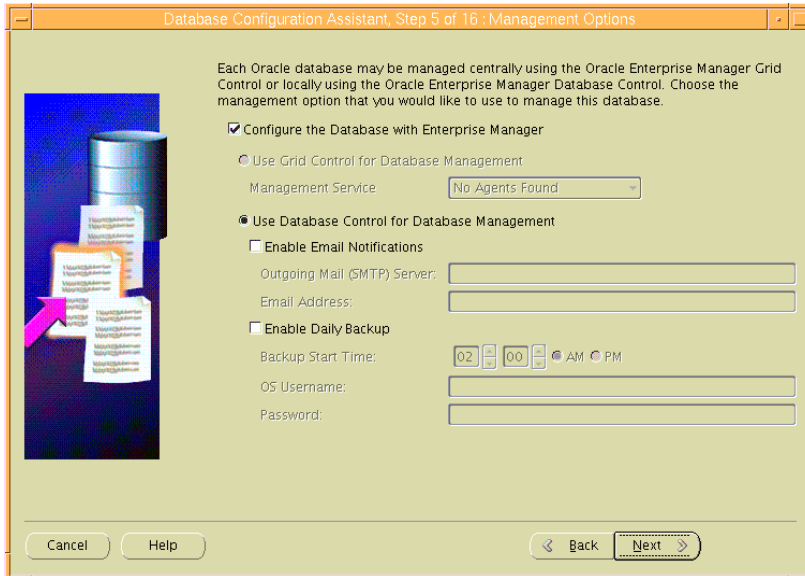 Database Configuration Assistant, Step 5 of 16 : Management Options
Each Oracle database may be managed centrally using the Oracle Enterprise Manager Grid
Control or locally using the Oracle Enterprise Manager Database Control. Choose the
management option that you would like to use to manage this database.
Configure the Database with Enterprise Manager
Use Grid Control for Database Management
Management Service No Agents Found
Use Database Control for Database Management
Enable Email Notifications
Outgoing Mail (SMTP) Server:
Email Address:
Enable Daily Backup
Backup Start Time: 02 00 AM PM
OS Username:
Password:
Cancel Help Back Next